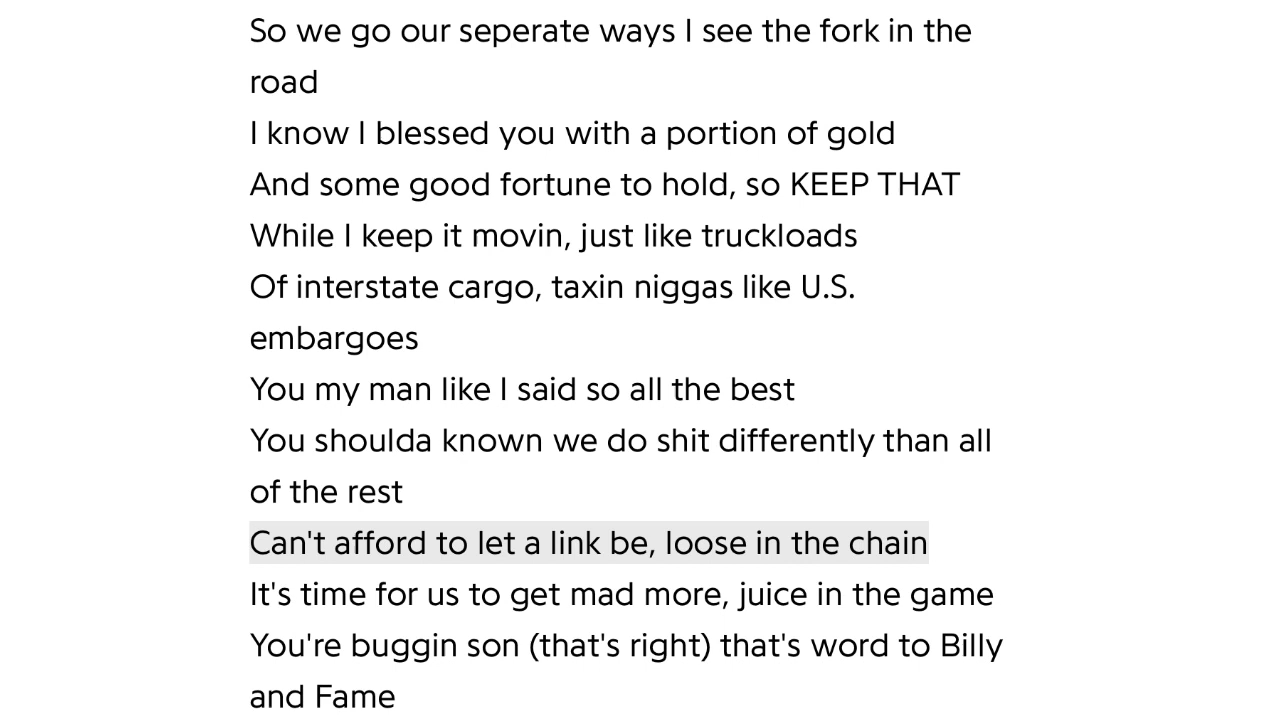 So we go our seperate ways I see the fork in the
road
I know I blessed you with a portion of gold
And some good fortune to hold, so KEEP THAT
While I keep it movin, just like truckloads
Of interstate cargo, taxin niggas like U.S.
embargoes
You my man like I said so all the best
You shoulda known we do shit differently than all
of the rest
Can't afford to let a link be, loose in the chain
It's time for us to get mad more, juice in the game
You're buggin son (that's right) that's word to Billy
and Fame